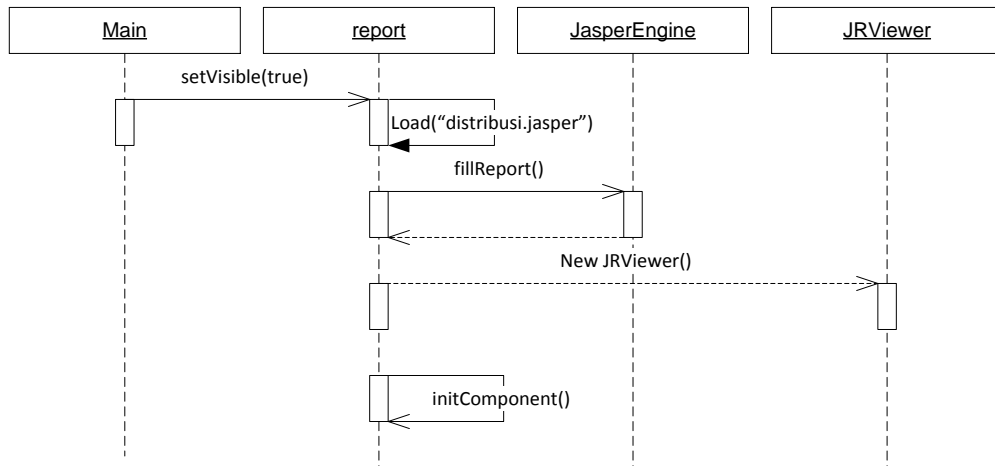 Main
report
JasperEngine
JRViewer
setVisible(true)
Load(“distribusi.jasper”)
fillReport()
New JRViewer()
initComponent()